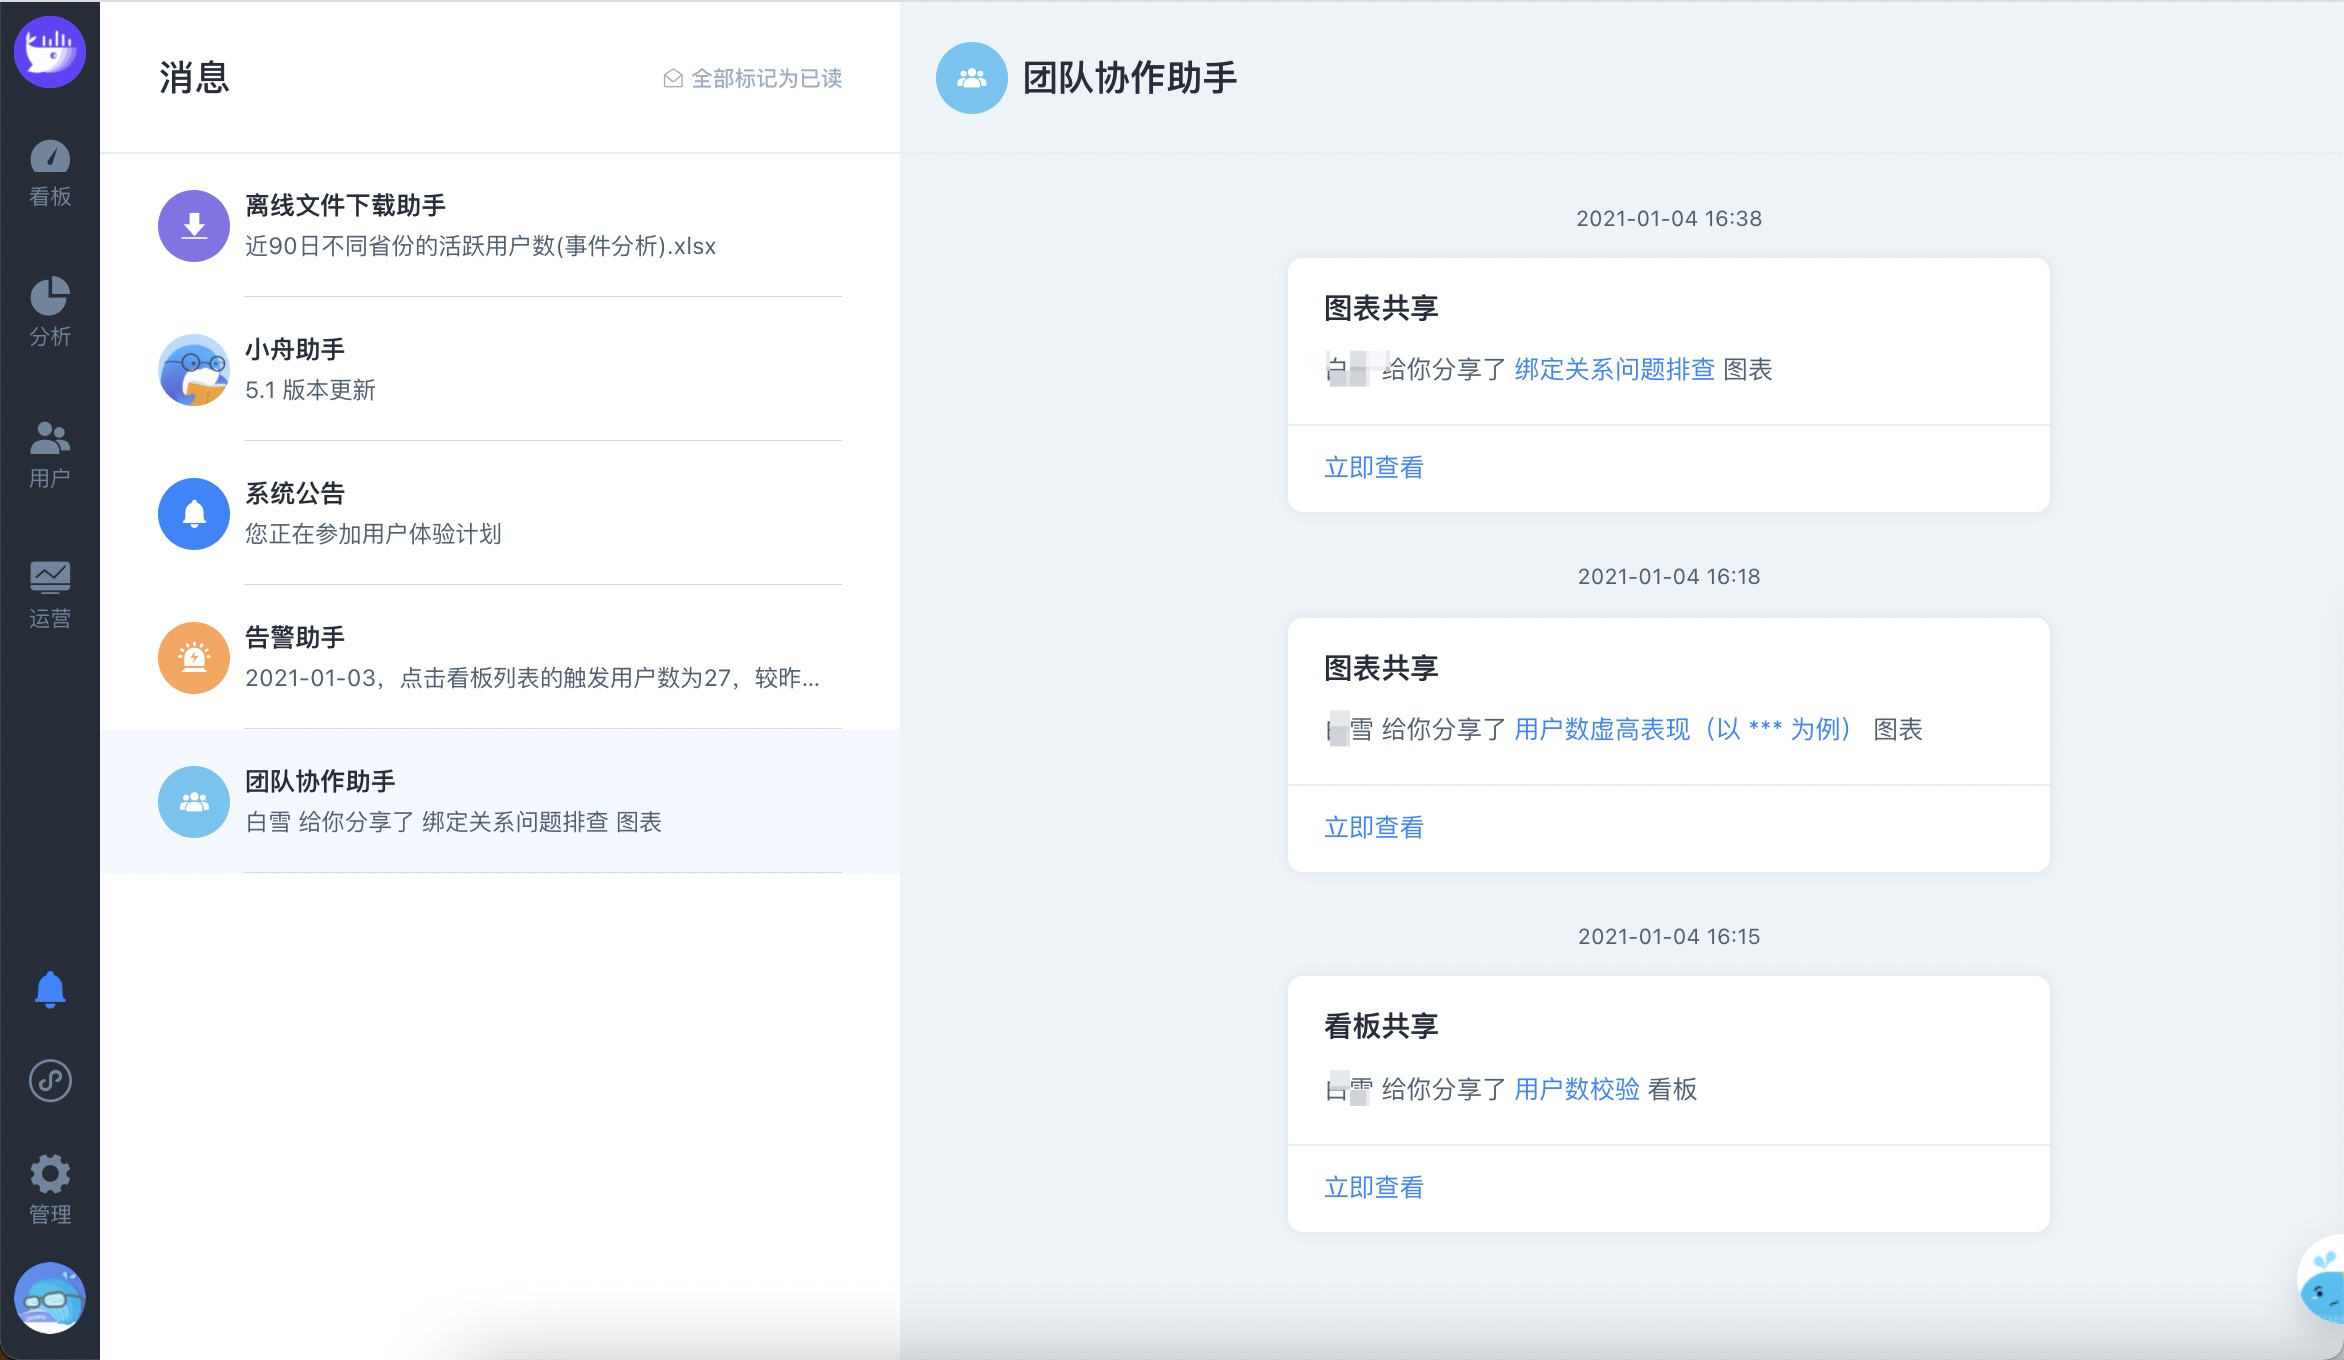 消息
全部标记为已读
看板
分析
用户
运营
管理
离线文件下载助手
近90日不同省份的活跃用户数(事件分析).xlsx
小舟助手
5.1 版本更新
系统公告
您正在参加用户体验计划
告警助手
2021-01-03，点击看板列表的触发用户数为27，较昨...
团队协作助手
白雪 给你分享了 绑定关系问题排查 图表
团队协作助手
2021-01-04 16:38
图表共享
给你分享了 绑定关系问题排查 图表
立即查看
2021-01-04 16:18
图表共享
雪 给你分享了 用户数虚高表现（以 *** 为例） 图表
立即查看
2021-01-04 16:15
看板共享
给你分享了 用户数校验 看板
立即查看